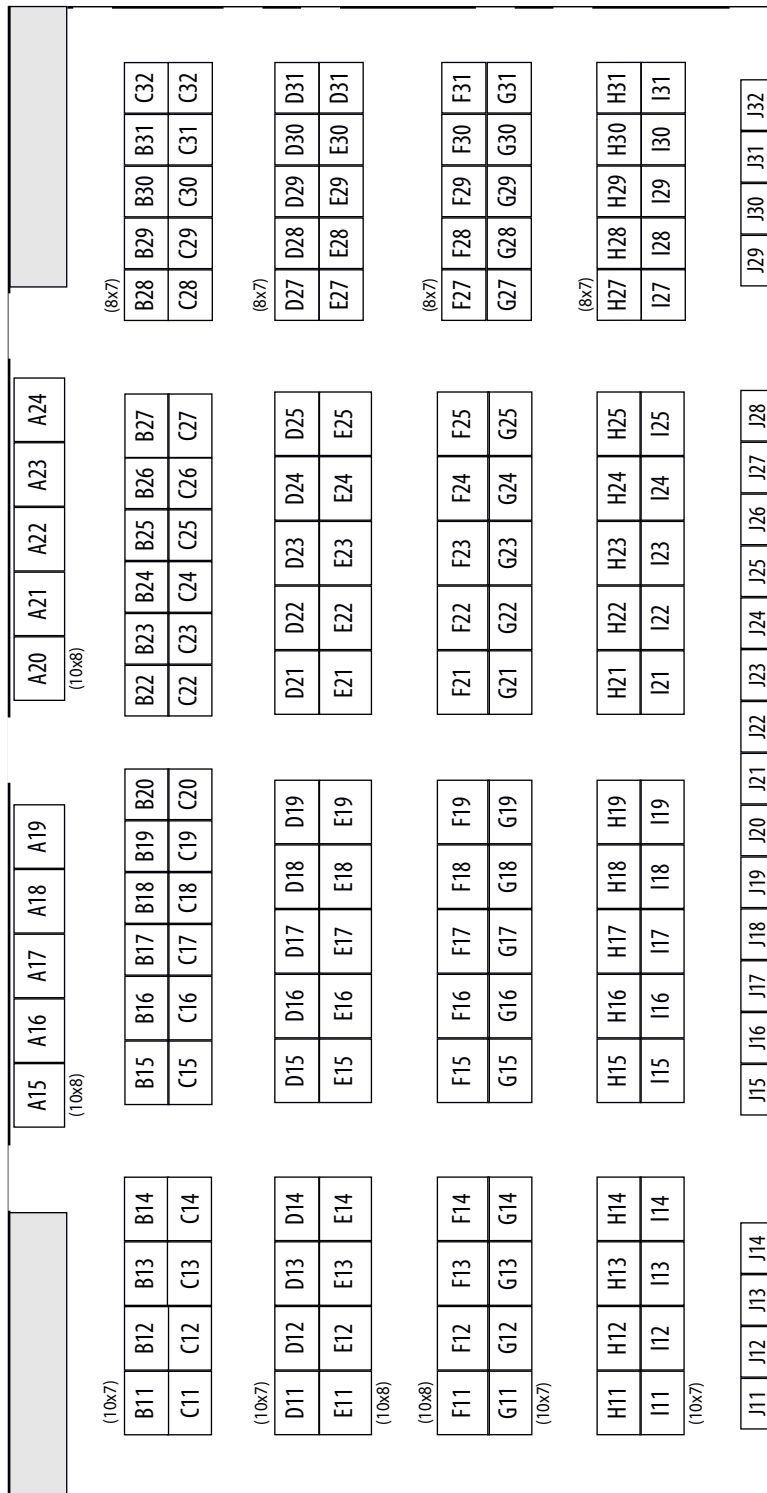 A15 A16 A17 A18 A19 A20 A21 A22 A23 A24
(10x8) (10x8)
(10x7) (8x7)
B11 B12 B13 B14 B15 B16 B17 B18 B19 B20 B22 B23 B24 B25 B26 B27 B28 B29 B30 B31 C32
C11 C12 C13 C14 C15 C16 C17 C18 C19 C20 C22 C23 C24 C25 C26 C27 C28 C29 C30 C31 C32
(10x7) (8x7)
D11 D12 D13 D14 D15 D16 D17 D18 D19 D21 D22 D23 D24 D25 D27 D28 D29 D30 D31
E11 E12 E13 E14 E15 E16 E17 E18 E19 E21 E22 E23 E24 E25 E27 E28 E29 E30 D31
(10x8)
(10x8) (8x7)
F11 F12 F13 F14 F15 F16 F17 F18 F19 F21 F22 F23 F24 F25 F27 F28 F29 F30 F31
G11 G12 G13 G14 G15 G16 G17 G18 G19 G21 G22 G23 G24 G25 G27 G28 G29 G30 G31
(10x7)
(8x7)
H11 H12 H13 H14 H15 H16 H17 H18 H19 H21 H22 H23 H24 H25 H27 H28 H29 H30 H31
I11 I12 I13 I14 I15 I16 I17 I18 I19 I21 I22 I23 I24 I25 I27 I28 I29 I30 I31
(10x7)
J11 J12 J13 J14 J15 J16 J17 J18 J19 J20 J21 J22 J23 J24 J25 J26 J27 J28 J29 J30 J31 J32